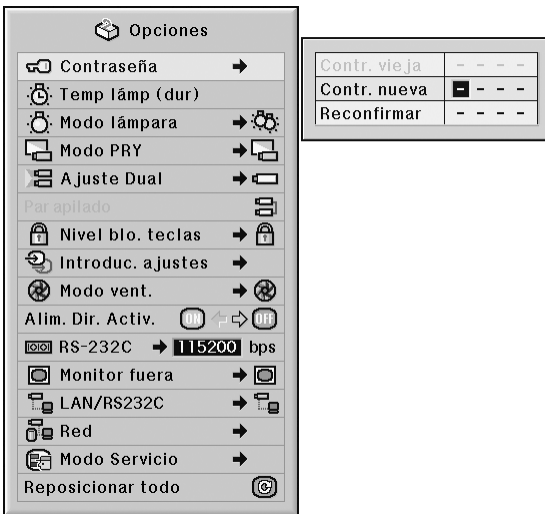 Opciones
Contraseña
Temp lámp (dur)
Modo lámpara
Modo PRY
Ajuste Dual
Par apilado
Nivel blo. teclas
Introduc. ajustes
Modo vent.
Alim. Dir. Activ. ON OFF
RS-232C 115200 bps
Monitor fuera
LAN/RS232C
Red
Modo Servicio
Reposicionar todo
Contr. vieja - - - -
Contr. nueva - - - -
Reconfirmar - - - -